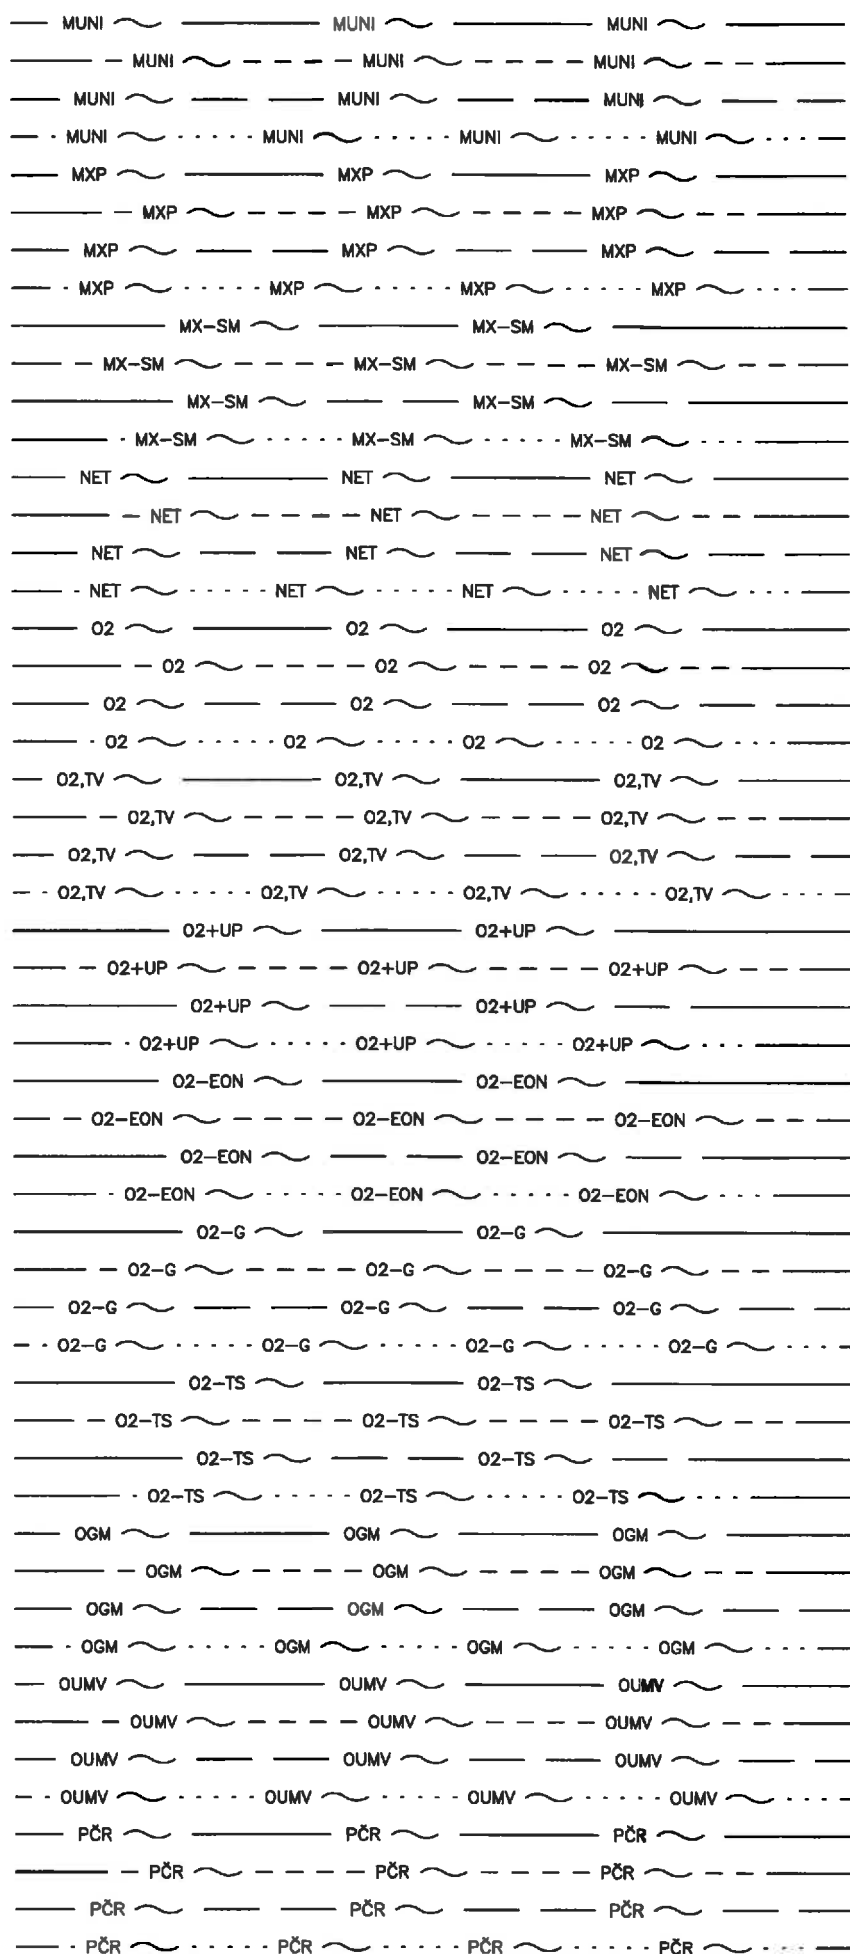 MUNI MUNI MUNI
MUNI MUNI MUNI
MUNI MUNI MUNI
MUNI MUNI MUNI MUNI
MXP MXP MXP
MXP MXP MXP
MXP MXP MXP
MXP MXP MXP MXP
MX-SM MX-SM
MX-SM MX-SM MX-SM
MX-SM MX-SM
MX-SM MX-SM MX-SM
NET NET NET
NET NET NET
NET NET NET
NET NET NET NET
O2 O2 O2
O2 O2 O2
O2 O2 O2
O2 O2 O2 O2
O2,TV O2,TV O2,TV
O2,TV O2,TV O2,TV
O2,TV O2,TV O2,TV
O2,TV O2,TV O2,TV O2,TV
O2+UP O2+UP
O2+UP O2+UP O2+UP
O2+UP O2+UP
O2+UP O2+UP O2+UP
O2-EON O2-EON
O2-EON O2-EON O2-EON
O2-EON O2-EON
O2-EON O2-EON O2-EON
O2-G O2-G
O2-G O2-G O2-G
O2-G O2-G O2-G
O2-G O2-G O2-G O2-G
O2-TS O2-TS
O2-TS O2-TS O2-TS
O2-TS O2-TS
O2-TS O2-TS O2-TS
OGM OGM OGM
OGM OGM OGM
OGM OGM OGM
OGM OGM OGM OGM
OUMV OUMV OUMV
OUMV OUMV OUMV
OUMV OUMV OUMV
OUMV OUMV OUMV OUMV
PČR PČR PČR
PČR PČR PČR
PČR PČR PČR
PČR PČR PČR PČR